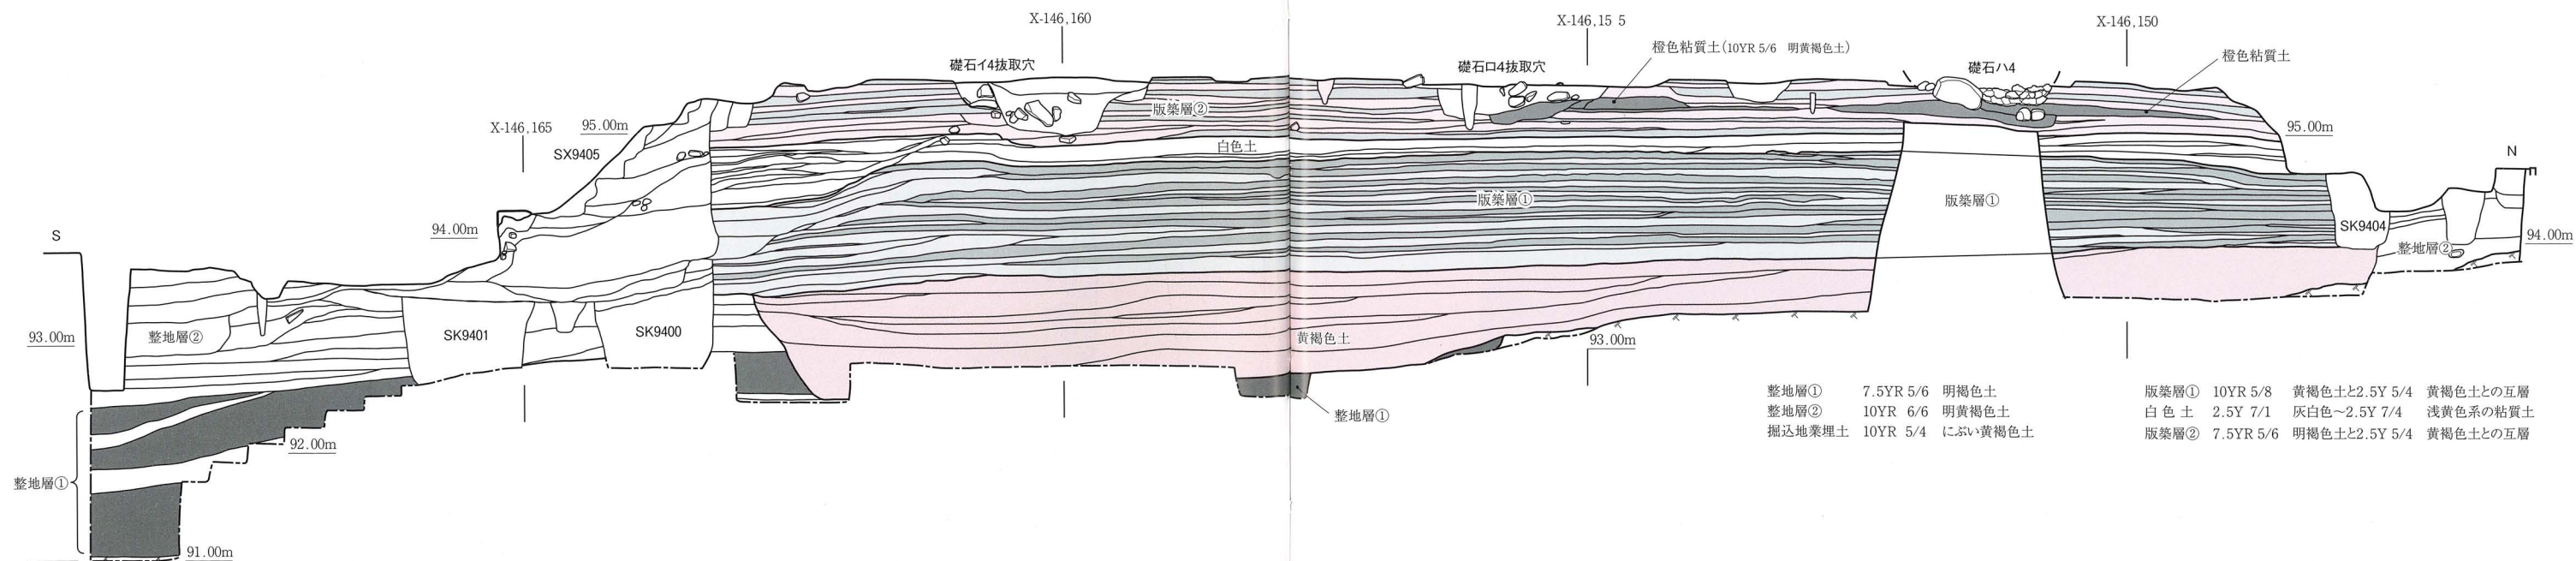 X-146,160
X-146,15 5
X-146,150
橙色粘質土(10YR 5/6 明黄褐色土)
橙色粘質土
礎石イ4抜取穴
礎石ロ4抜取穴
礎石ハ4
版築層②
X-146,165
95.00m
SX9405
95.00m
N
白色土
版築層①
版築層①
S
94.00m
SK9404
94.00m
整地層②
93.00m
整地層②
SK9401
SK9400
黄褐色土
93.00m
整地層①
92.00m
整地層①
91.00m
整地層① 7.5YR 5/6 明褐色土
整地層② 10YR 6/6 明黄褐色土
掘込地業埋土 10YR 5/4 にぶい黄褐色土
版築層① 10YR 5/8 黄褐色土と2.5Y 5/4 黄褐色土との互層
白 色 土 2.5Y 7/1 灰白色～2.5Y 7/4 浅黄色系の粘質土
版築層② 7.5YR 5/6 明褐色土と2.5Y 5/4 黄褐色土との互層